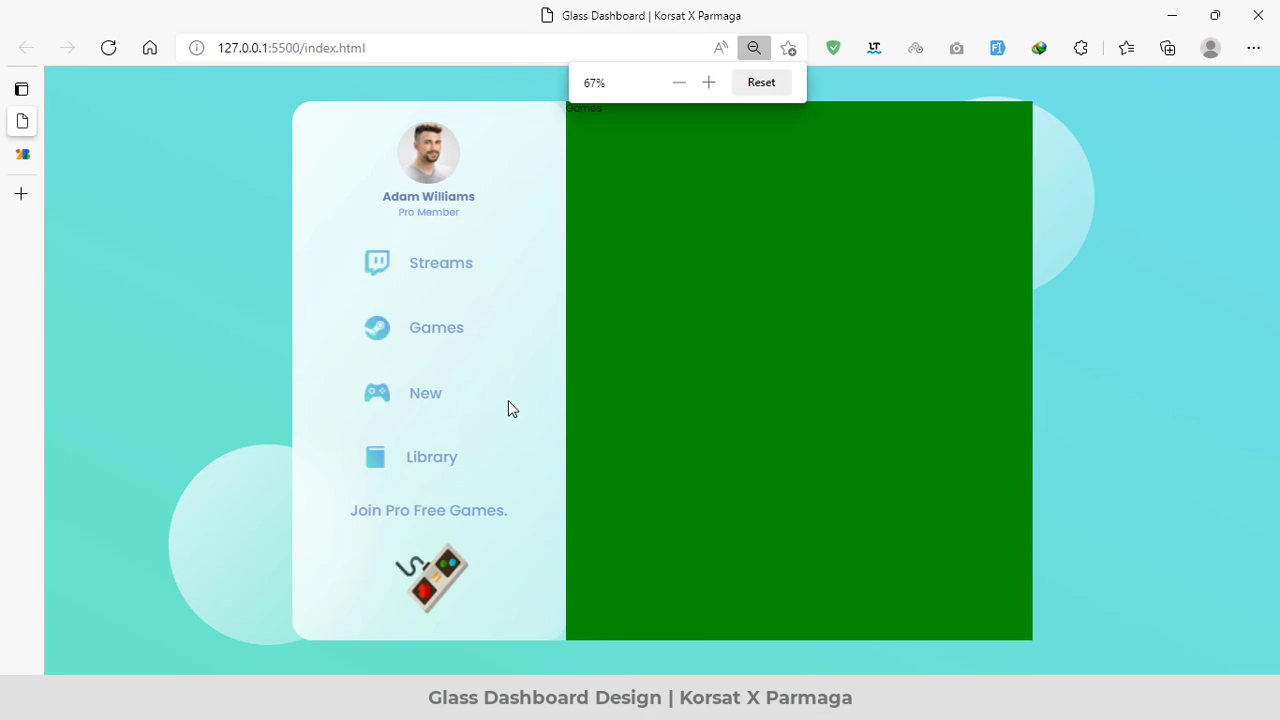 Glass Dashboard | Korsat X Parmaga
127.0.0.1:5500/index.html
67%
Reset
Games
Adam Williams
Pro Member
Streams
Games
New
Library
Join Pro Free Games.
Glass Dashboard Design | Korsat X Parmaga